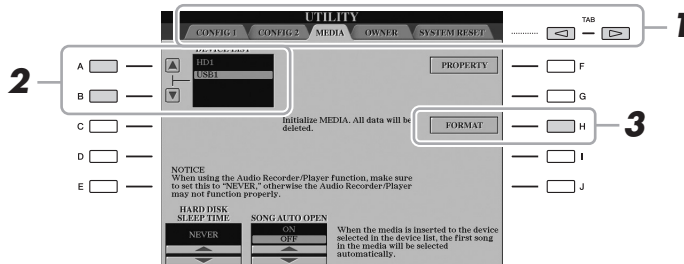 UTILITY
CONFIG 1 CONFIG 2 MEDIA OWNER SYSTEM RESET
TAB
1
DEVICE LIST
HD1
USB1
PROPERTY
2
A
B
C
D
E
F
G
H
I
J
Initialize MEDIA. All data will be
deleted.
FORMAT
3
NOTICE
When using the Audio Recorder/Player function, make sure
to set this to "NEVER," otherwise the Audio Recorder/Player
may not function properly.
HARD DISK
SLEEP TIME
NEVER
SONG AUTO OPEN
ON
OFF
When the media is inserted to the device
selected in the device list, the first song
in the media will be selected
automatically.